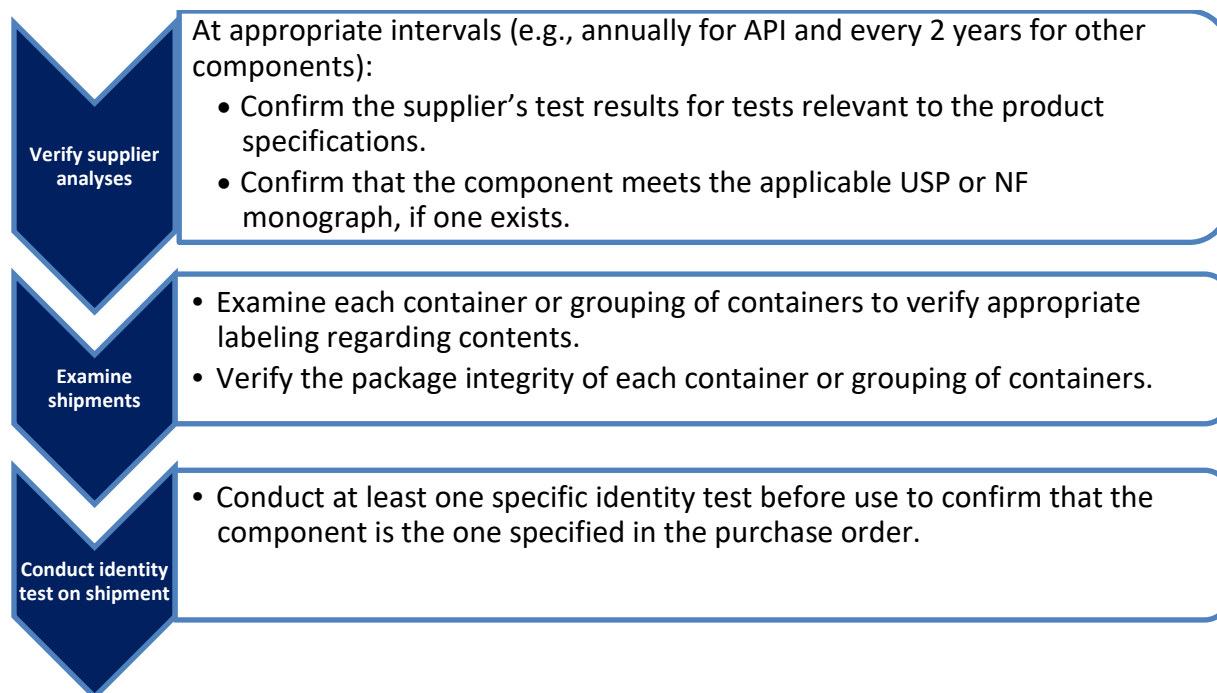 Verify supplier
analyses
At appropriate intervals (e.g., annually for API and every 2 years for other
components):
• Confirm the supplier’s test results for tests relevant to the product
specifications.
• Confirm that the component meets the applicable USP or NF
monograph, if one exists.
Examine
shipments
• Examine each container or grouping of containers to verify appropriate
labeling regarding contents.
• Verify the package integrity of each container or grouping of containers.
Conduct identity
test on shipment
• Conduct at least one specific identity test before use to confirm that the
component is the one specified in the purchase order.